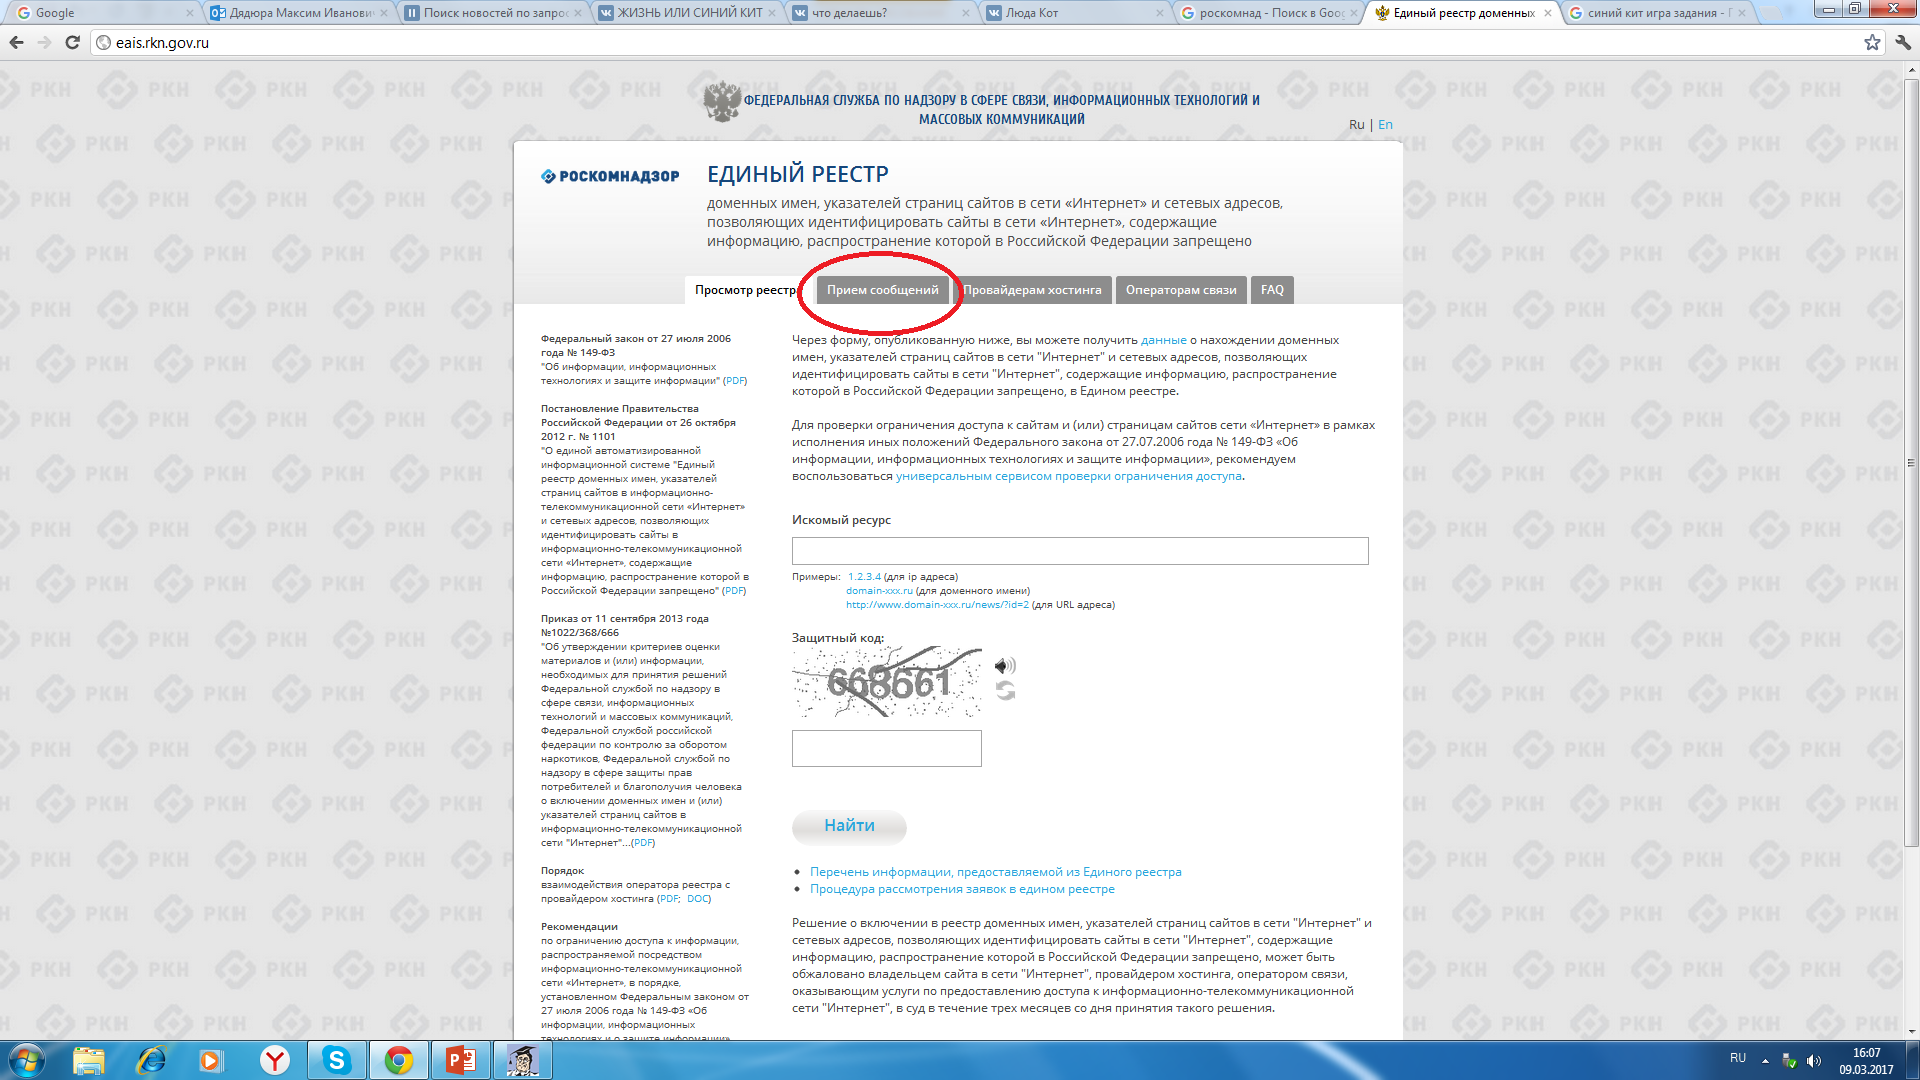 Google
Дядюра Максим Иванович
Поиск новостей по запрос
ЖИЗНЬ ИЛИ СИНИЙ КИТ
что делаешь?
Люда Кот
роскомнад - Поиск в Goog
Единый реестр доменных
синий кит игра задания - Г
eais.rkn.gov.ru
ФЕДЕРАЛЬНАЯ СЛУЖБА ПО НАДЗОРУ В СФЕРЕ СВЯЗИ, ИНФОРМАЦИОННЫХ ТЕХНОЛОГИЙ И
МАССОВЫХ КОММУНИКАЦИЙ
Ru | En
РОСКОМНАДЗОР
ЕДИНЫЙ РЕЕСТР
доменных имен, указателей страниц сайтов в сети «Интернет» и сетевых адресов,
позволяющих идентифицировать сайты в сети «Интернет», содержащие
информацию, распространение которой в Российской Федерации запрещено
Просмотр реестра
Прием сообщений
Провайдерам хостинга
Операторам связи
FAQ
Федеральный закон от 27 июля 2006
года № 149-ФЗ
"Об информации, информационных
технологиях и защите информации" (PDF)
Постановление Правительства
Российской Федерации от 26 октября
2012 г. № 1101
"О единой автоматизированной
информационной системе "Единый
реестр доменных имен, указателей
страниц сайтов в информационно-
телекоммуникационной сети «Интернет»
и сетевых адресов, позволяющих
идентифицировать сайты в
информационно-телекоммуникационной
сети «Интернет», содержащие
информацию, распространение которой в
Российской Федерации запрещено" (PDF)
Приказ от 11 сентября 2013 года
№1022/368/666
"Об утверждении критериев оценки
материалов и (или) информации,
необходимых для принятия решений
Федеральной службой по надзору в
сфере связи, информационных
технологий и массовых коммуникаций,
Федеральной службой российской
федерации по контролю за оборотом
наркотиков, Федеральной службой по
надзору в сфере защиты прав
потребителей и благополучия человека
о включении доменных имен и (или)
указателей страниц сайтов в
информационно-телекоммуникационной
сети "Интернет"...(PDF)
Порядок
взаимодействия оператора реестра с
провайдером хостинга (PDF; DOC)
Рекомендации
по ограничению доступа к информации,
распространяемой посредством
информационно-телекоммуникационной
сети «Интернет», в порядке,
установленном Федеральным законом от
27 июля 2006 года № 149-ФЗ «Об
информации, информационных
технологиях и о защите информации»
Через форму, опубликованную ниже, вы можете получить данные о нахождении доменных
имен, указателей страниц сайтов в сети "Интернет" и сетевых адресов, позволяющих
идентифицировать сайты в сети "Интернет", содержащие информацию, распространение
которой в Российской Федерации запрещено, в Едином реестре.
Для проверки ограничения доступа к сайтам и (или) страницам сайтов сети «Интернет» в рамках
исполнения иных положений Федерального закона от 27.07.2006 года № 149-ФЗ «Об
информации, информационных технологиях и защите информации», рекомендуем
воспользоваться универсальным сервисом проверки ограничения доступа.
Искомый ресурс
Примеры: 1.2.3.4 (для ip адреса)
domain-xxx.ru (для доменного имени)
http://www.domain-xxx.ru/news/?id=2 (для URL адреса)
Защитный код:
668661
Найти
Перечень информации, предоставляемой из Единого реестра
Процедура рассмотрения заявок в едином реестре
Решение о включении в реестр доменных имен, указателей страниц сайтов в сети "Интернет" и
сетевых адресов, позволяющих идентифицировать сайты в сети "Интернет", содержащие
информацию, распространение которой в Российской Федерации запрещено, может быть
обжаловано владельцем сайта в сети "Интернет", провайдером хостинга, оператором связи,
оказывающим услуги по предоставлению доступа к информационно-телекоммуникационной
сети "Интернет", в суд в течение трех месяцев со дня принятия такого решения.
RU
16:07
09.03.2017